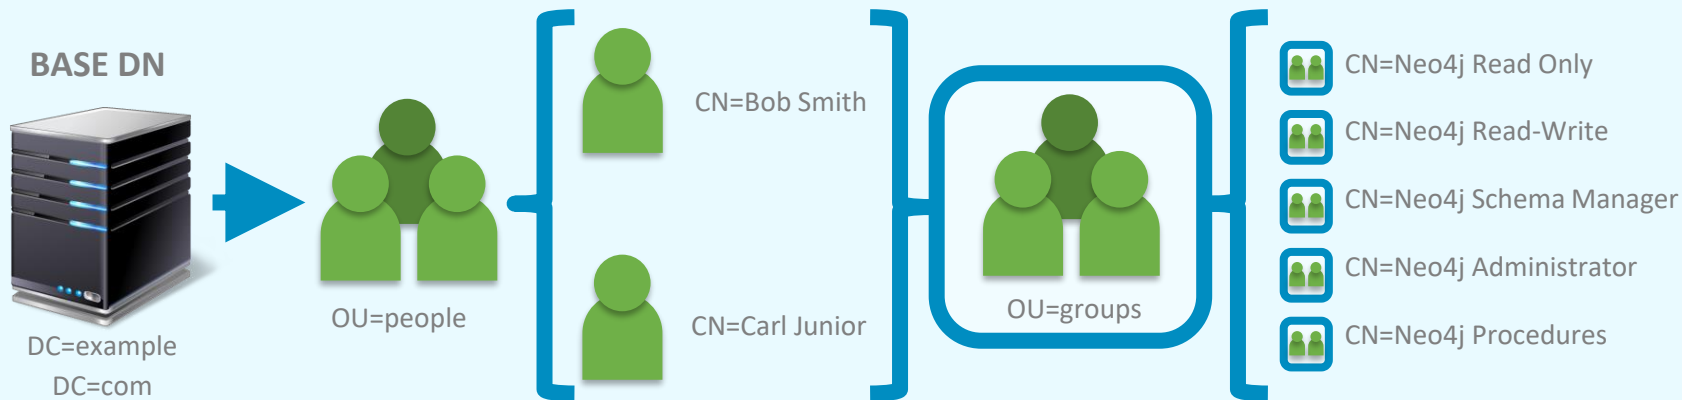 BASE DN
DC=example
DC=com
OU=people
CN=Bob Smith
CN=Carl Junior
OU=groups
CN=Neo4j Read Only
CN=Neo4j Read-Write
CN=Neo4j Schema Manager
CN=Neo4j Administrator
CN=Neo4j Procedures